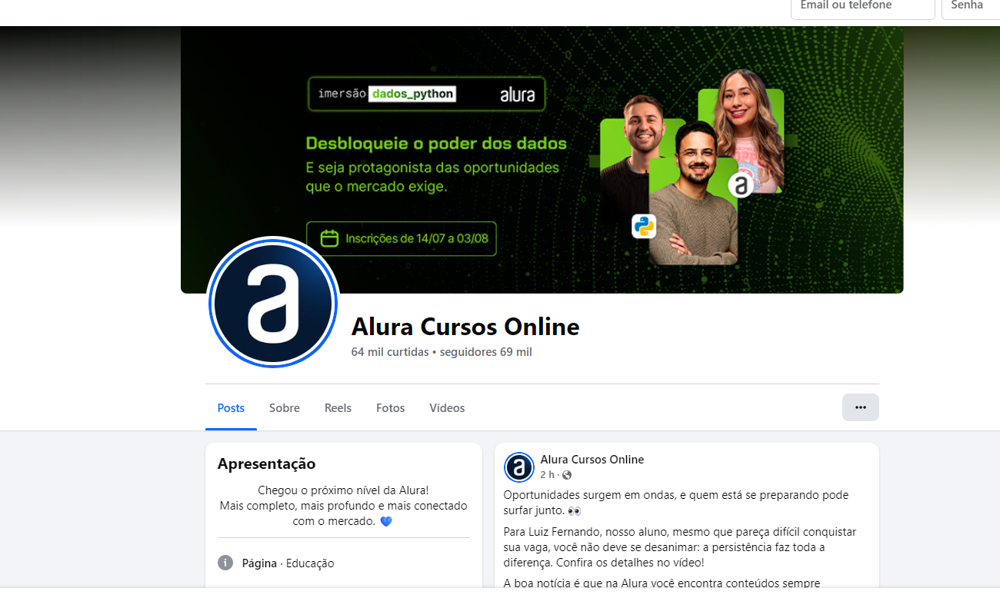 Email ou telefone
Senha
imersão dados_python
alura
Desbloqueie o poder dos dados
E seja protagonista das oportunidades
que o mercado exige.
Inscrições de 14/07 a 03/08
a
a
Alura Cursos Online
64 mil curtidas • seguidores 69 mil
Posts
Sobre
Reels
Fotos
Vídeos
Apresentação
Chegou o próximo nível da Alura!
Mais completo, mais profundo e mais conectado
com o mercado. 💙
Página · Educação
a
Alura Cursos Online
2 h ·
Oportunidades surgem em ondas, e quem está se preparando pode
surfar junto. 👀
Para Luiz Fernando, nosso aluno, mesmo que pareça difícil conquistar
sua vaga, você não deve se desanimar: a persistência faz toda a
diferença. Confira os detalhes no vídeo!
A boa notícia é que na Alura você encontra conteúdos sempre